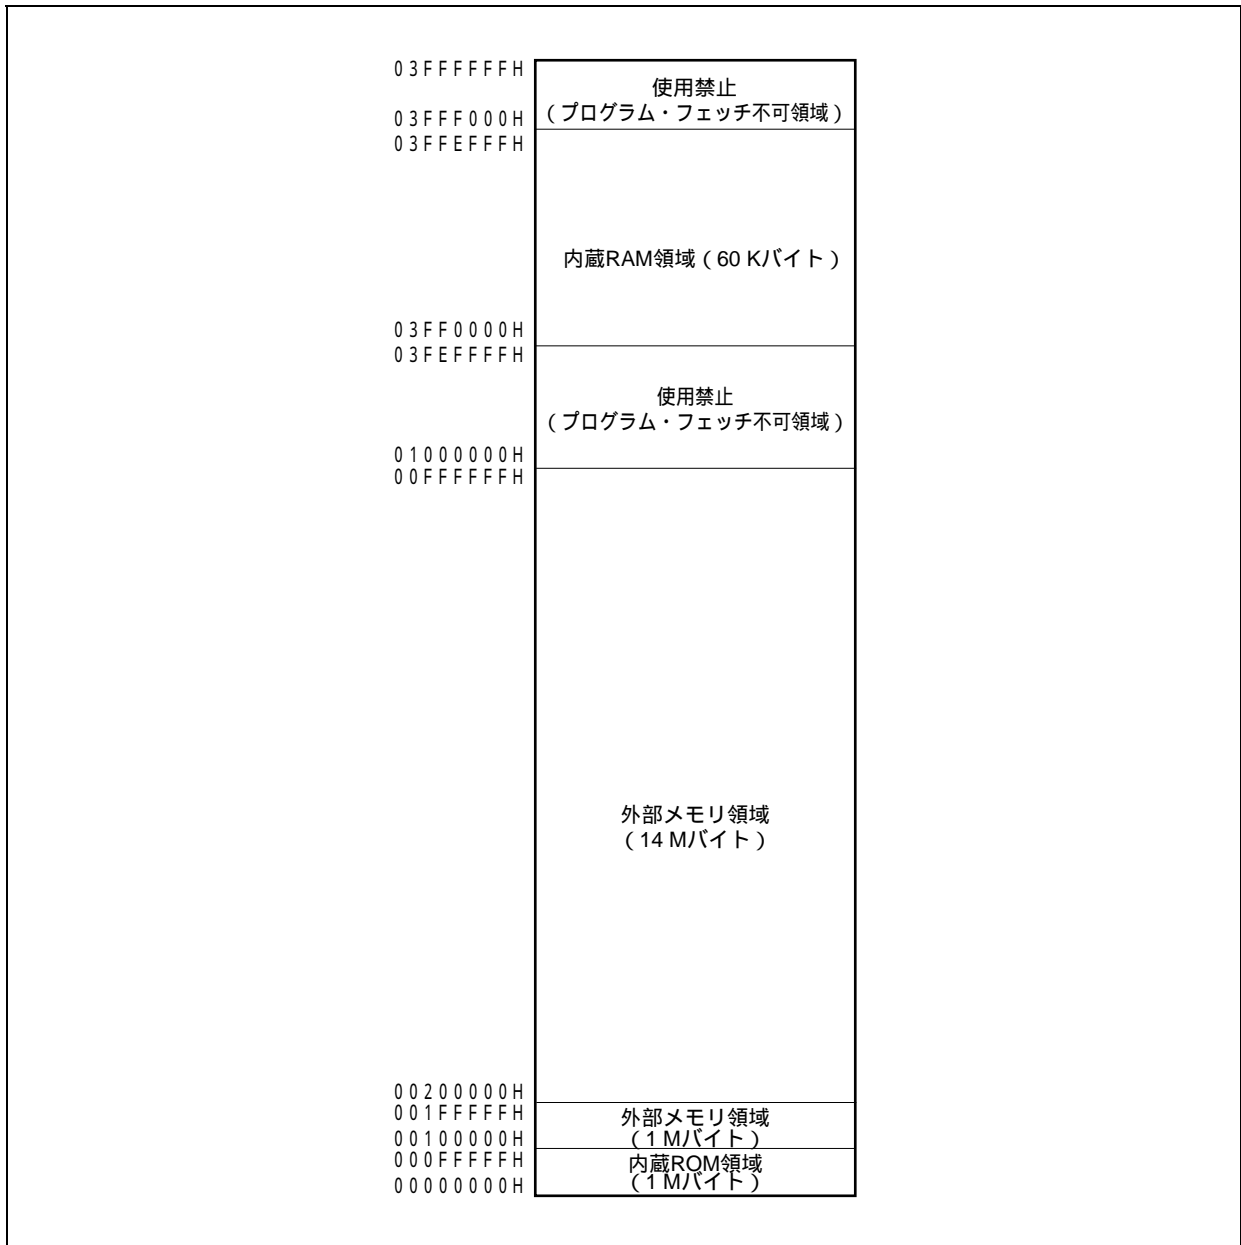 03FFFFFFH
使用禁止
（プログラム・フェッチ不可領域）
03FFF000H
03FFEFFFH
内蔵RAM領域（60 Kバイト）
03FF0000H
03FEFFFFH
使用禁止
（プログラム・フェッチ不可領域）
01000000H
00FFFFFFH
外部メモリ領域
（14 Mバイト）
00200000H
001FFFFFH
外部メモリ領域
（1 Mバイト）
00100000H
000FFFFFH
内蔵ROM領域
（1 Mバイト）
00000000H